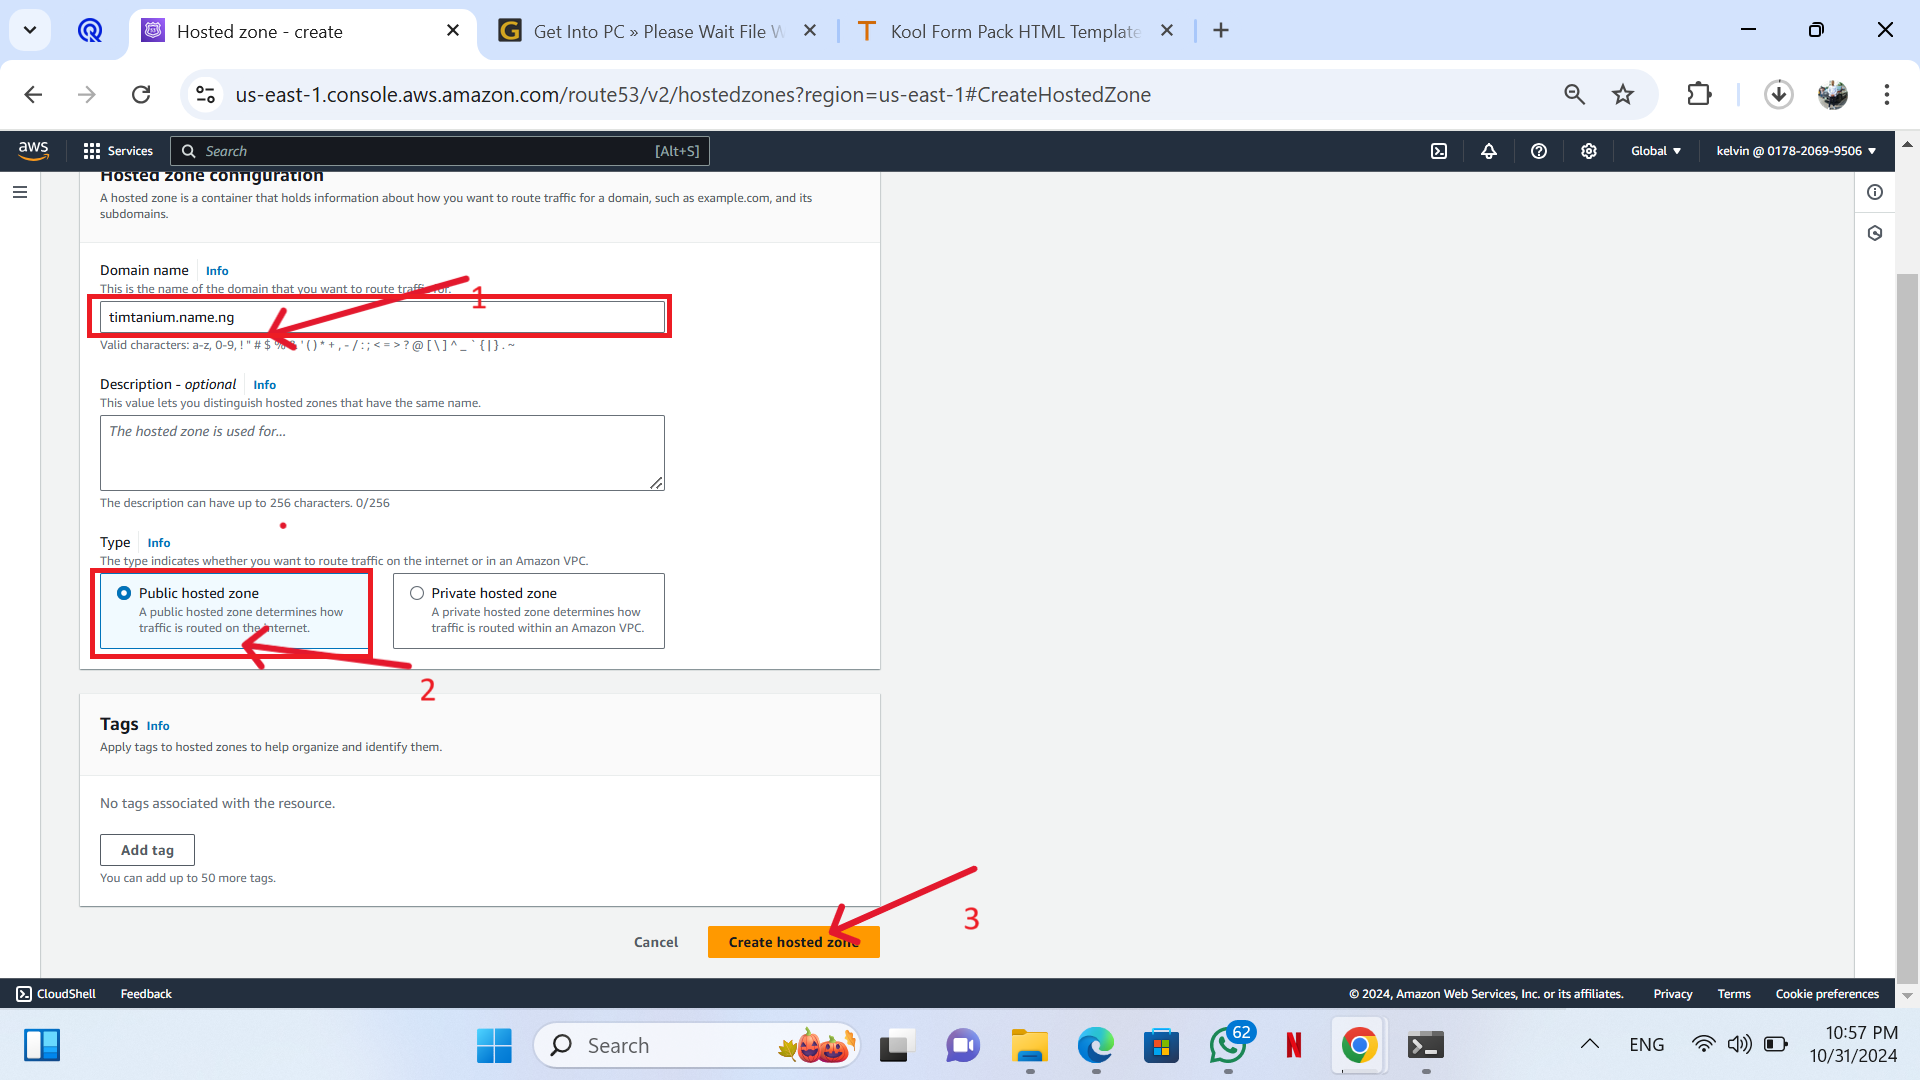 Hosted zone - create
Get Into PC » Please Wait File W
Kool Form Pack HTML Template
us-east-1.console.aws.amazon.com/route53/v2/hostedzones?region=us-east-1#CreateHostedZone
aws
Services
Search
[Alt+S]
Global
kelvin @ 0178-2069-9506
Hosted zone configuration
A hosted zone is a container that holds information about how you want to route traffic for a domain, such as example.com, and its
subdomains.
Domain name
Info
This is the name of the domain that you want to route traffic for.
1
timtanium.name.ng
Valid characters: a-z, 0-9, ! " # $ % & ' ( ) * + , - / : ; < = > ? @ [ \ ] ^ _ ` { | } . ~
Description - optional
Info
This value lets you distinguish hosted zones that have the same name.
The hosted zone is used for...
The description can have up to 256 characters. 0/256
Type
Info
The type indicates whether you want to route traffic on the internet or in an Amazon VPC.
Public hosted zone
A public hosted zone determines how
traffic is routed on the internet.
Private hosted zone
A private hosted zone determines how
traffic is routed within an Amazon VPC.
2
Tags
Info
Apply tags to hosted zones to help organize and identify them.
No tags associated with the resource.
Add tag
You can add up to 50 more tags.
3
Cancel
Create hosted zone
CloudShell
Feedback
© 2024, Amazon Web Services, Inc. or its affiliates.
Privacy
Terms
Cookie preferences
Search
62
N
ENG
10:57 PM
10/31/2024